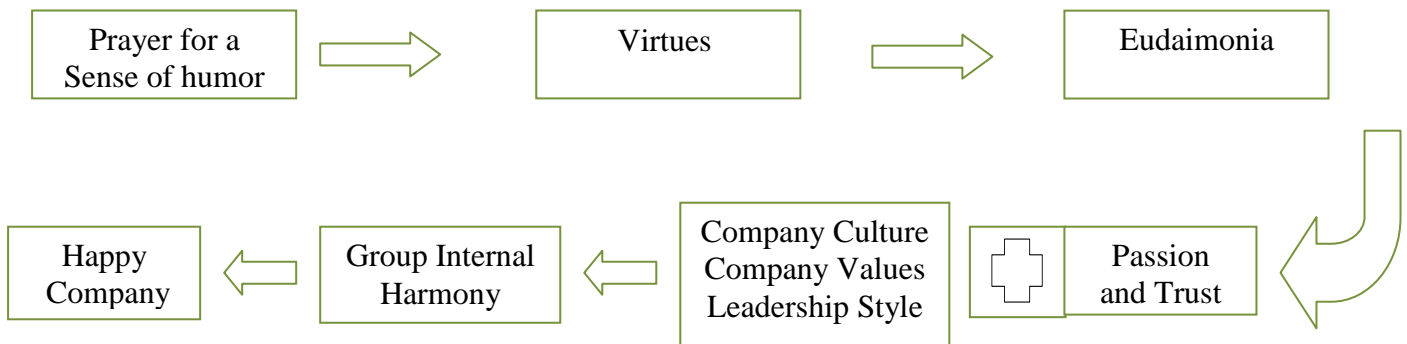 Prayer for a
Sense of humor
Virtues
Eudaimonia
Passion
and Trust
Company Culture
Company Values
Leadership Style
Group Internal
Harmony
Happy
Company